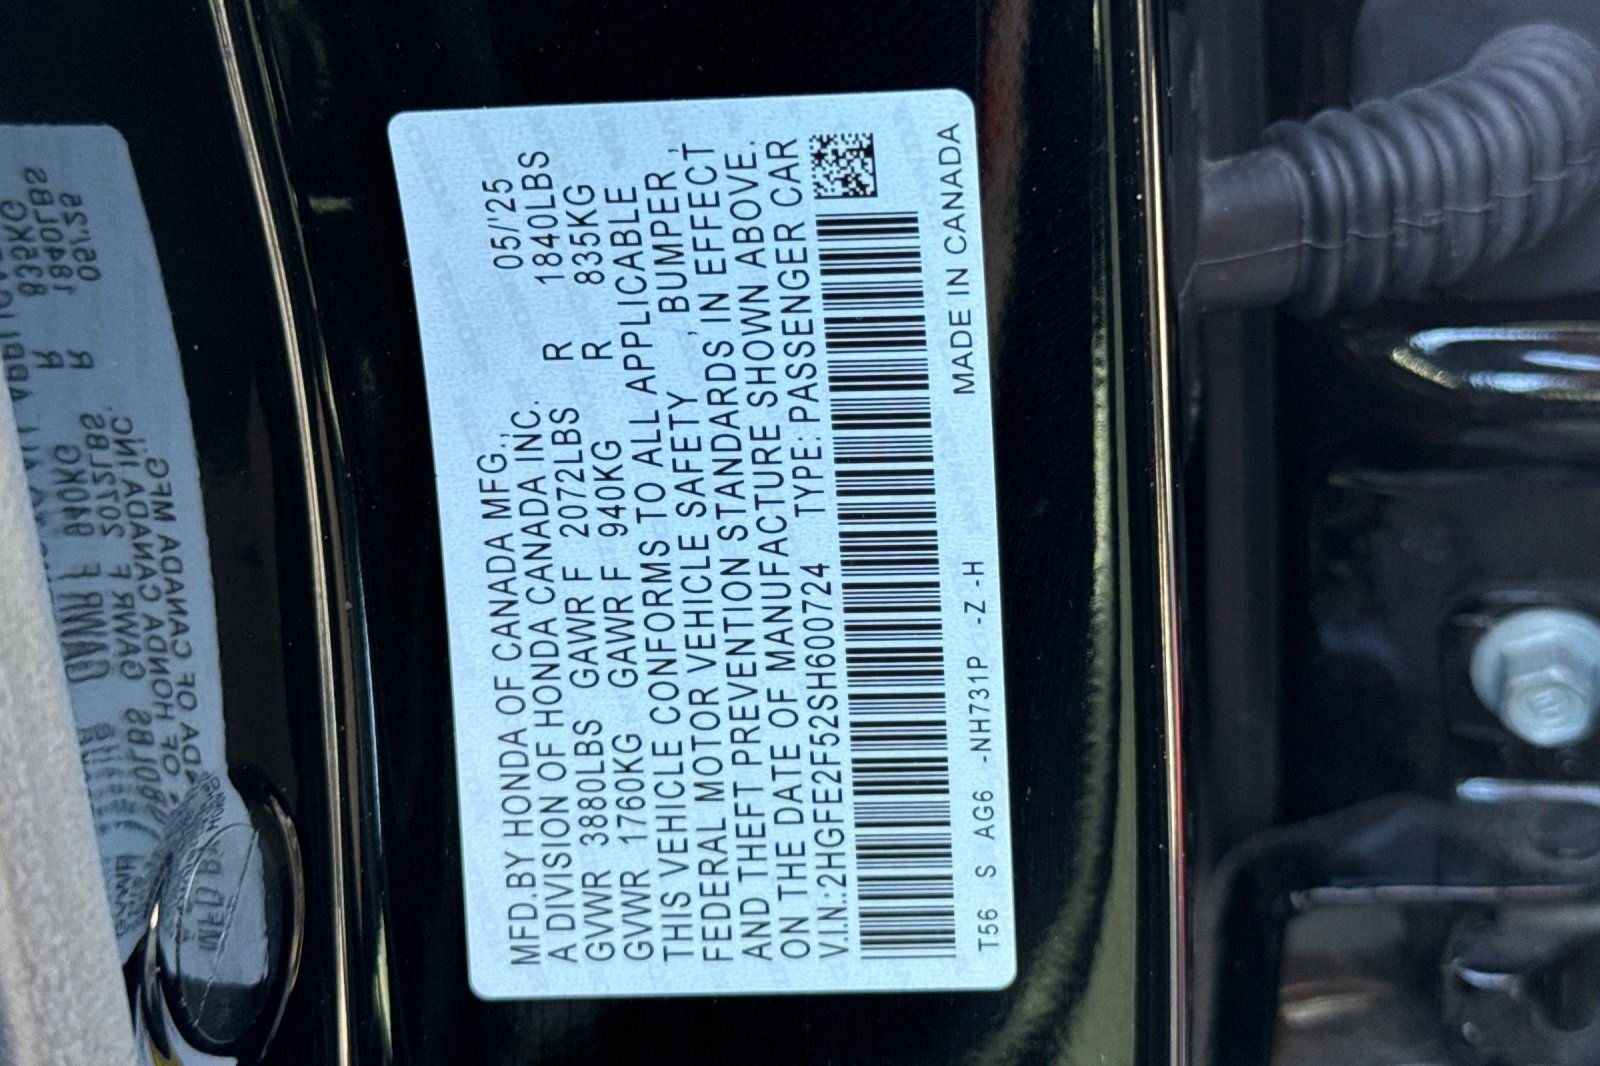 MFD.BY HONDA OF CANADA MFG.,
A DIVISION OF HONDA CANADA INC. 05/'25
GVWR 3880LBS GAWR F 2072LBS R 1840LBS
GVWR 1760KG GAWR F 940KG R 835KG
THIS VEHICLE CONFORMS TO ALL APPLICABLE
FEDERAL MOTOR VEHICLE SAFETY, BUMPER,
AND THEFT PREVENTION STANDARDS IN EFFECT
ON THE DATE OF MANUFACTURE SHOWN ABOVE.
V.I.N.:2HGFE2F52SH600724 TYPE: PASSENGER CAR
T56 S AG6 -NH731P -Z -H MADE IN CANADA